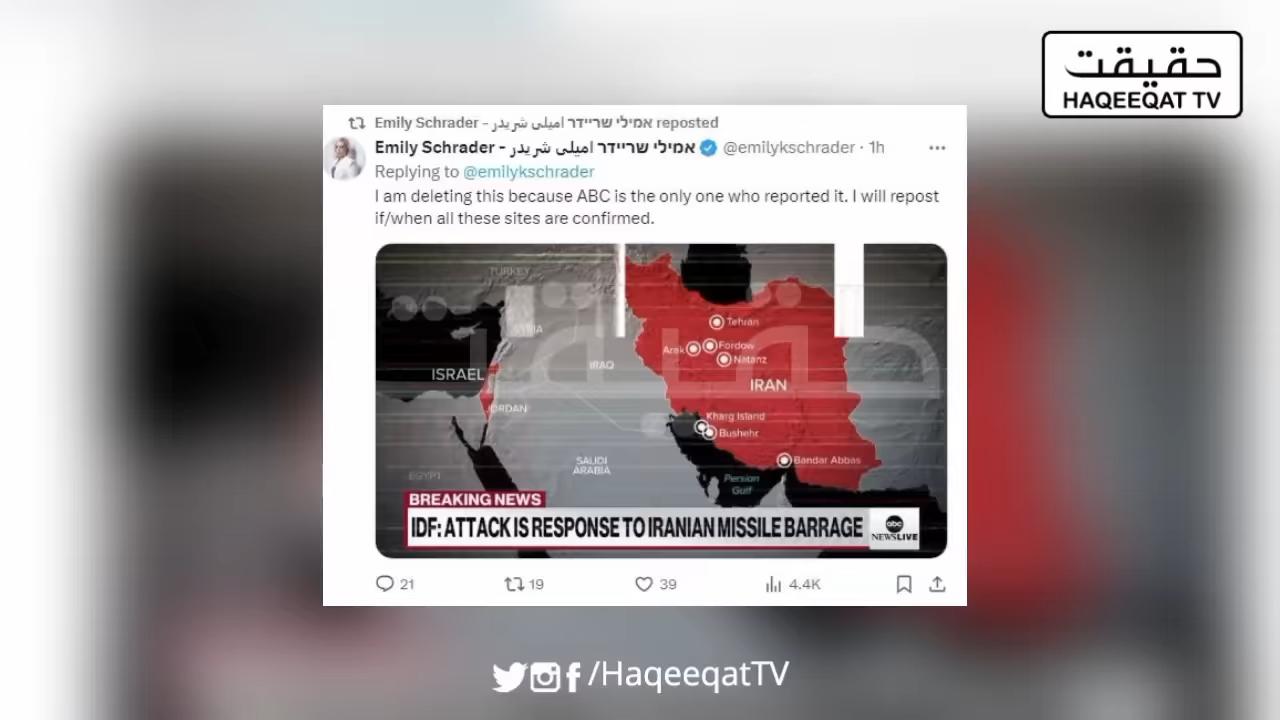 حقيقت
HAQEEQAT TV
Emily Schrader - אמילי שריידר امیلی شریدر reposted
Emily Schrader - אמילי שריידר امیلی شریدر @emilykschrader · 1h
Replying to @emilykschrader
I am deleting this because ABC is the only one who reported it. I will repost
if/when all these sites are confirmed.
TURKEY
SYRIA
Tehran
Arak
Fordow
Natanz
IRAQ
ISRAEL
IRAN
JORDAN
Kharg Island
Bushehr
SAUDI
ARABIA
Bandar Abbas
EGYPT
Persian
Gulf
BREAKING NEWS
IDF: ATTACK IS RESPONSE TO IRANIAN MISSILE BARRAGE
abc
NEWS LIVE
21
19
39
4.4K
/HaqeeqatTV